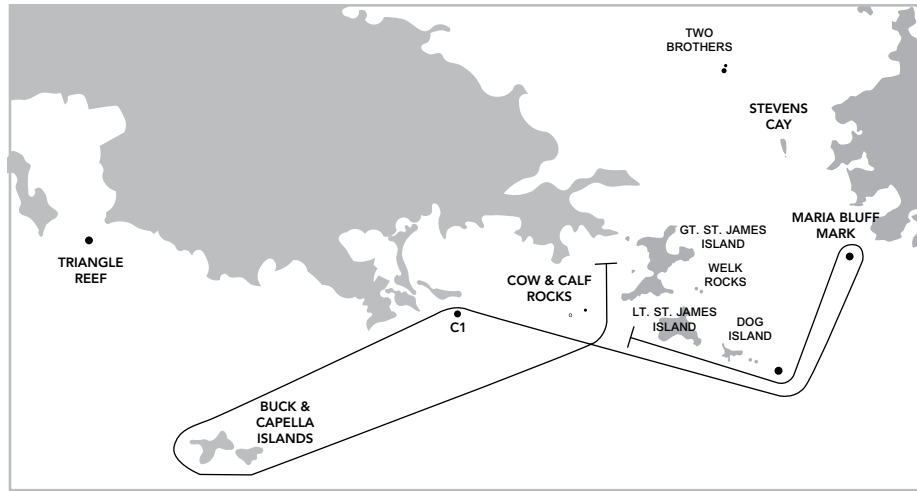 TWO
BROTHERS
STEVENS
CAY
MARIA BLUFF
MARK
GT. ST. JAMES
ISLAND
TRIANGLE
REEF
WELK
ROCKS
COW & CALF
ROCKS
LT. ST. JAMES
ISLAND
DOG
ISLAND
C1
BUCK &
CAPELLA
ISLANDS